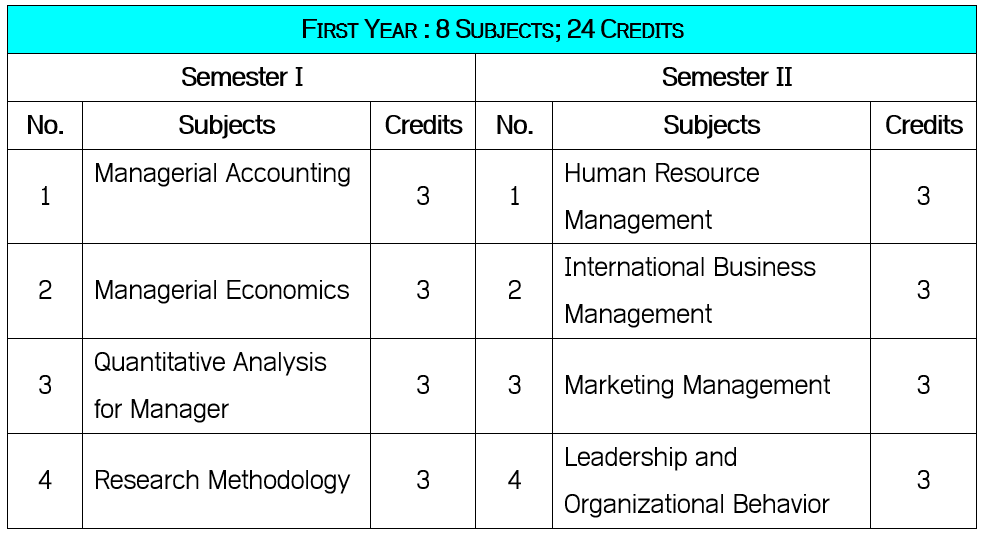 FIRST YEAR : 8 SUBJECTS; 24 CREDITS
Semester I Semester II
No. Subjects Credits No. Subjects Credits
1 Managerial Accounting 3 1 Human Resource
Management 3
2 Managerial Economics 3 2 International Business
Management 3
3 Quantitative Analysis
for Manager 3 3 Marketing Management 3
4 Research Methodology 3 4 Leadership and
Organizational Behavior 3